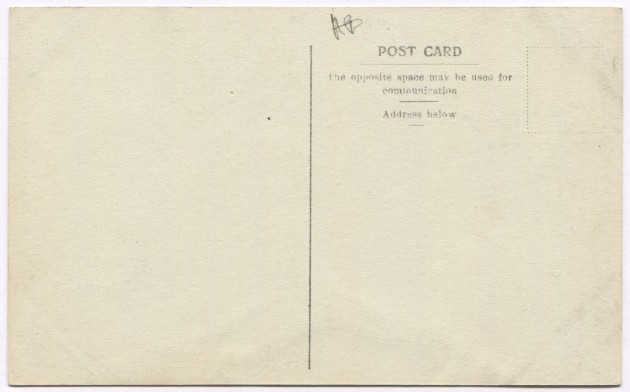 POST CARD
The opposite space may be used for
communication
Address below